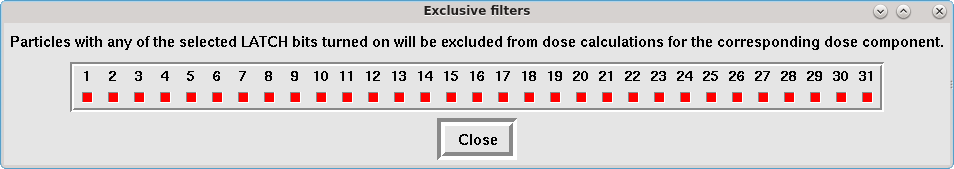 Exclusive filters
Particles with any of the selected LATCH bits turned on will be excluded from dose calculations for the corresponding dose component.
1 2 3 4 5 6 7 8 9 10 11 12 13 14 15 16 17 18 19 20 21 22 23 24 25 26 27 28 29 30 31
Close